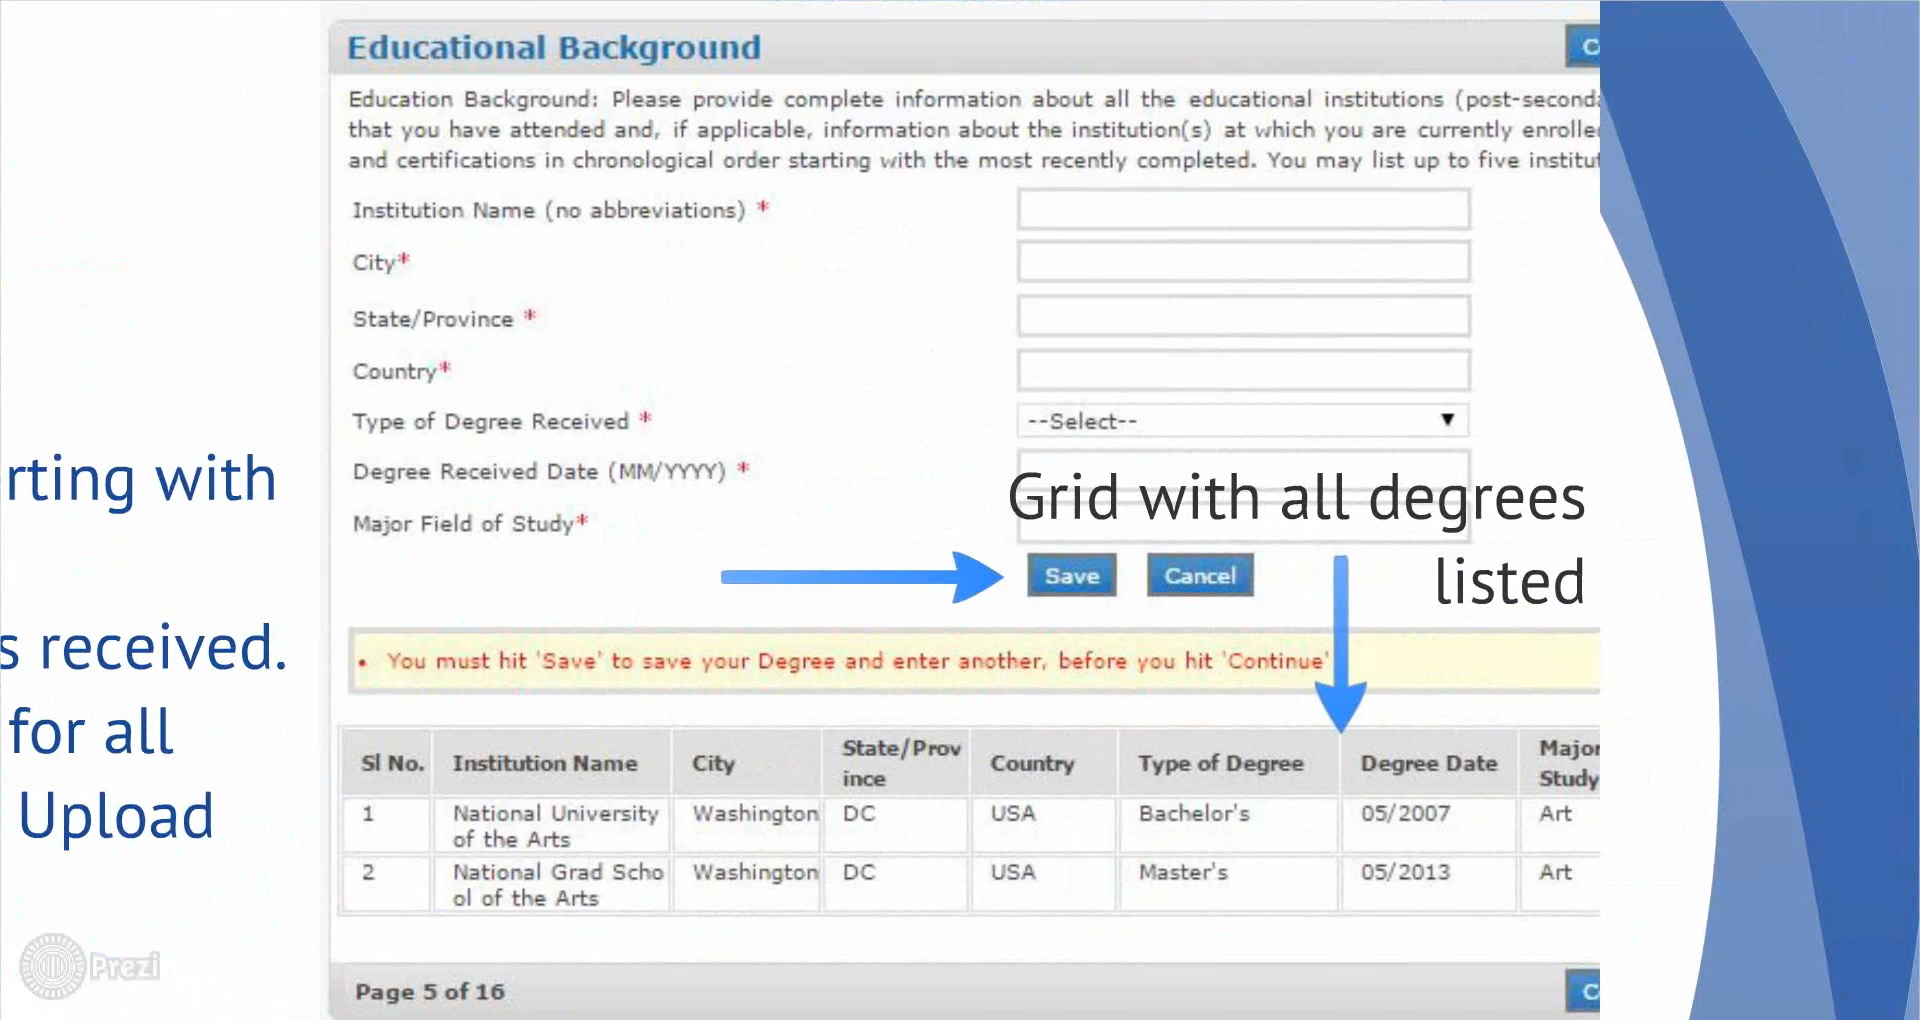 Educational Background
Education Background: Please provide complete information about all the educational institutions (post-seconda
that you have attended and, if applicable, information about the institution(s) at which you are currently enrolle
and certifications in chronological order starting with the most recently completed. You may list up to five institut
Institution Name (no abbreviations) *
City*
State/Province *
Country*
Type of Degree Received *
--Select--
Degree Received Date (MM/YYYY) *
Major Field of Study*
Grid with all degrees
listed
Save Cancel
rting with
s received.
for all
Upload
• You must hit 'Save' to save your Degree and enter another, before you hit 'Continue'
Sl No. Institution Name City State/Prov Country Type of Degree Degree Date Major
ince Study
1 National University Washington DC USA Bachelor's 05/2007 Art
of the Arts
2 National Grad Scho Washington DC USA Master's 05/2013 Art
ol of the Arts
Prezi
Page 5 of 16